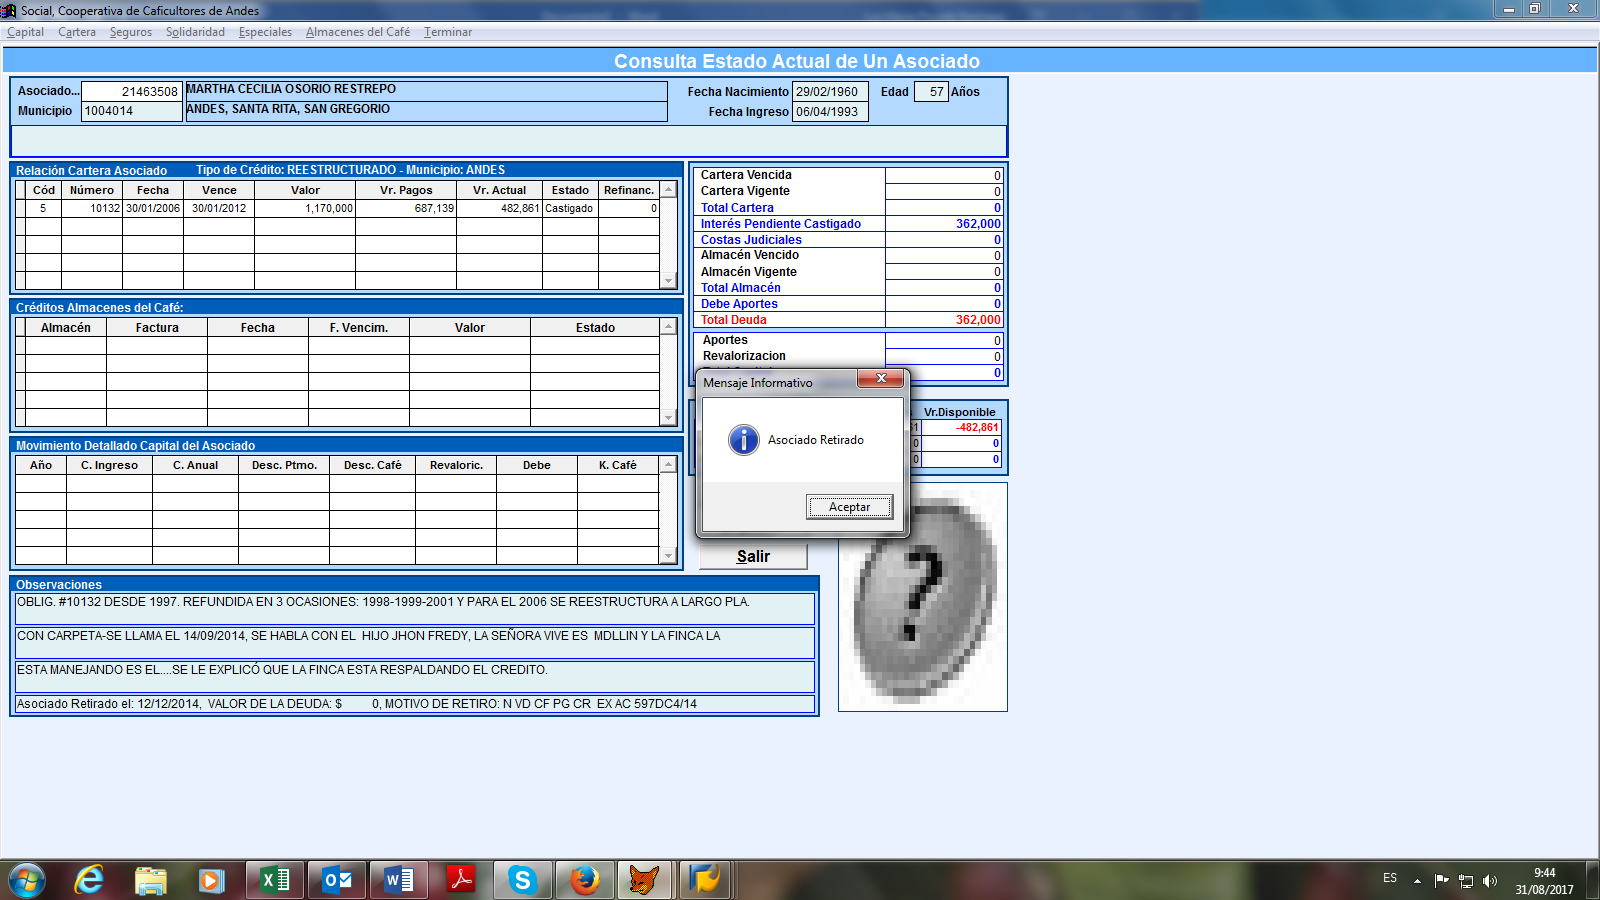 Social, Cooperativa de Caficultores de Andes
Capital Cartera Seguros Solidaridad Especiales Almacenes del Café Terminar
Consulta Estado Actual de Un Asociado
Asociado... 21463508 MARTHA CECILIA OSORIO RESTREPO Fecha Nacimiento 29/02/1960 Edad 57 Años
Municipio 1004014 ANDES, SANTA RITA, SAN GREGORIO Fecha Ingreso 06/04/1993
Relación Cartera Asociado Tipo de Crédito: REESTRUCTURADO - Municipio: ANDES
Cód Número Fecha Vence Valor Vr. Pagos Vr. Actual Estado Refinanc.
5 10132 30/01/2006 30/01/2012 1,170,000 687,139 482,861 Castigado 0
Cartera Vencida 0
Cartera Vigente 0
Total Cartera 0
Interés Pendiente Castigado 362,000
Costas Judiciales 0
Almacén Vencido 0
Almacén Vigente 0
Total Almacén 0
Debe Aportes 0
Total Deuda 362,000
Aportes 0
Revalorizacion 0
0
Créditos Almacenes del Café:
Almacén Factura Fecha F. Vencim. Valor Estado
Mensaje Informativo
Asociado Retirado
Aceptar
Vr.Disponible
-482,861
0 0
0 0
Movimiento Detallado Capital del Asociado
Año C. Ingreso C. Anual Desc. Ptmo. Desc. Café Revaloric. Debe K. Café
Salir
Observaciones
OBLIG. #10132 DESDE 1997. REFUNDIDA EN 3 OCASIONES: 1998-1999-2001 Y PARA EL 2006 SE REESTRUCTURA A LARGO PLA.
CON CARPETA-SE LLAMA EL 14/09/2014, SE HABLA CON EL HIJO JHON FREDY, LA SEÑORA VIVE ES MDLLIN Y LA FINCA LA
ESTA MANEJANDO ES EL....SE LE EXPLICÓ QUE LA FINCA ESTA RESPALDANDO EL CREDITO.
Asociado Retirado el: 12/12/2014, VALOR DE LA DEUDA: $ 0, MOTIVO DE RETIRO: N VD CF PG CR EX AC 597DC4/14
?
ES 9:44
31/08/2017